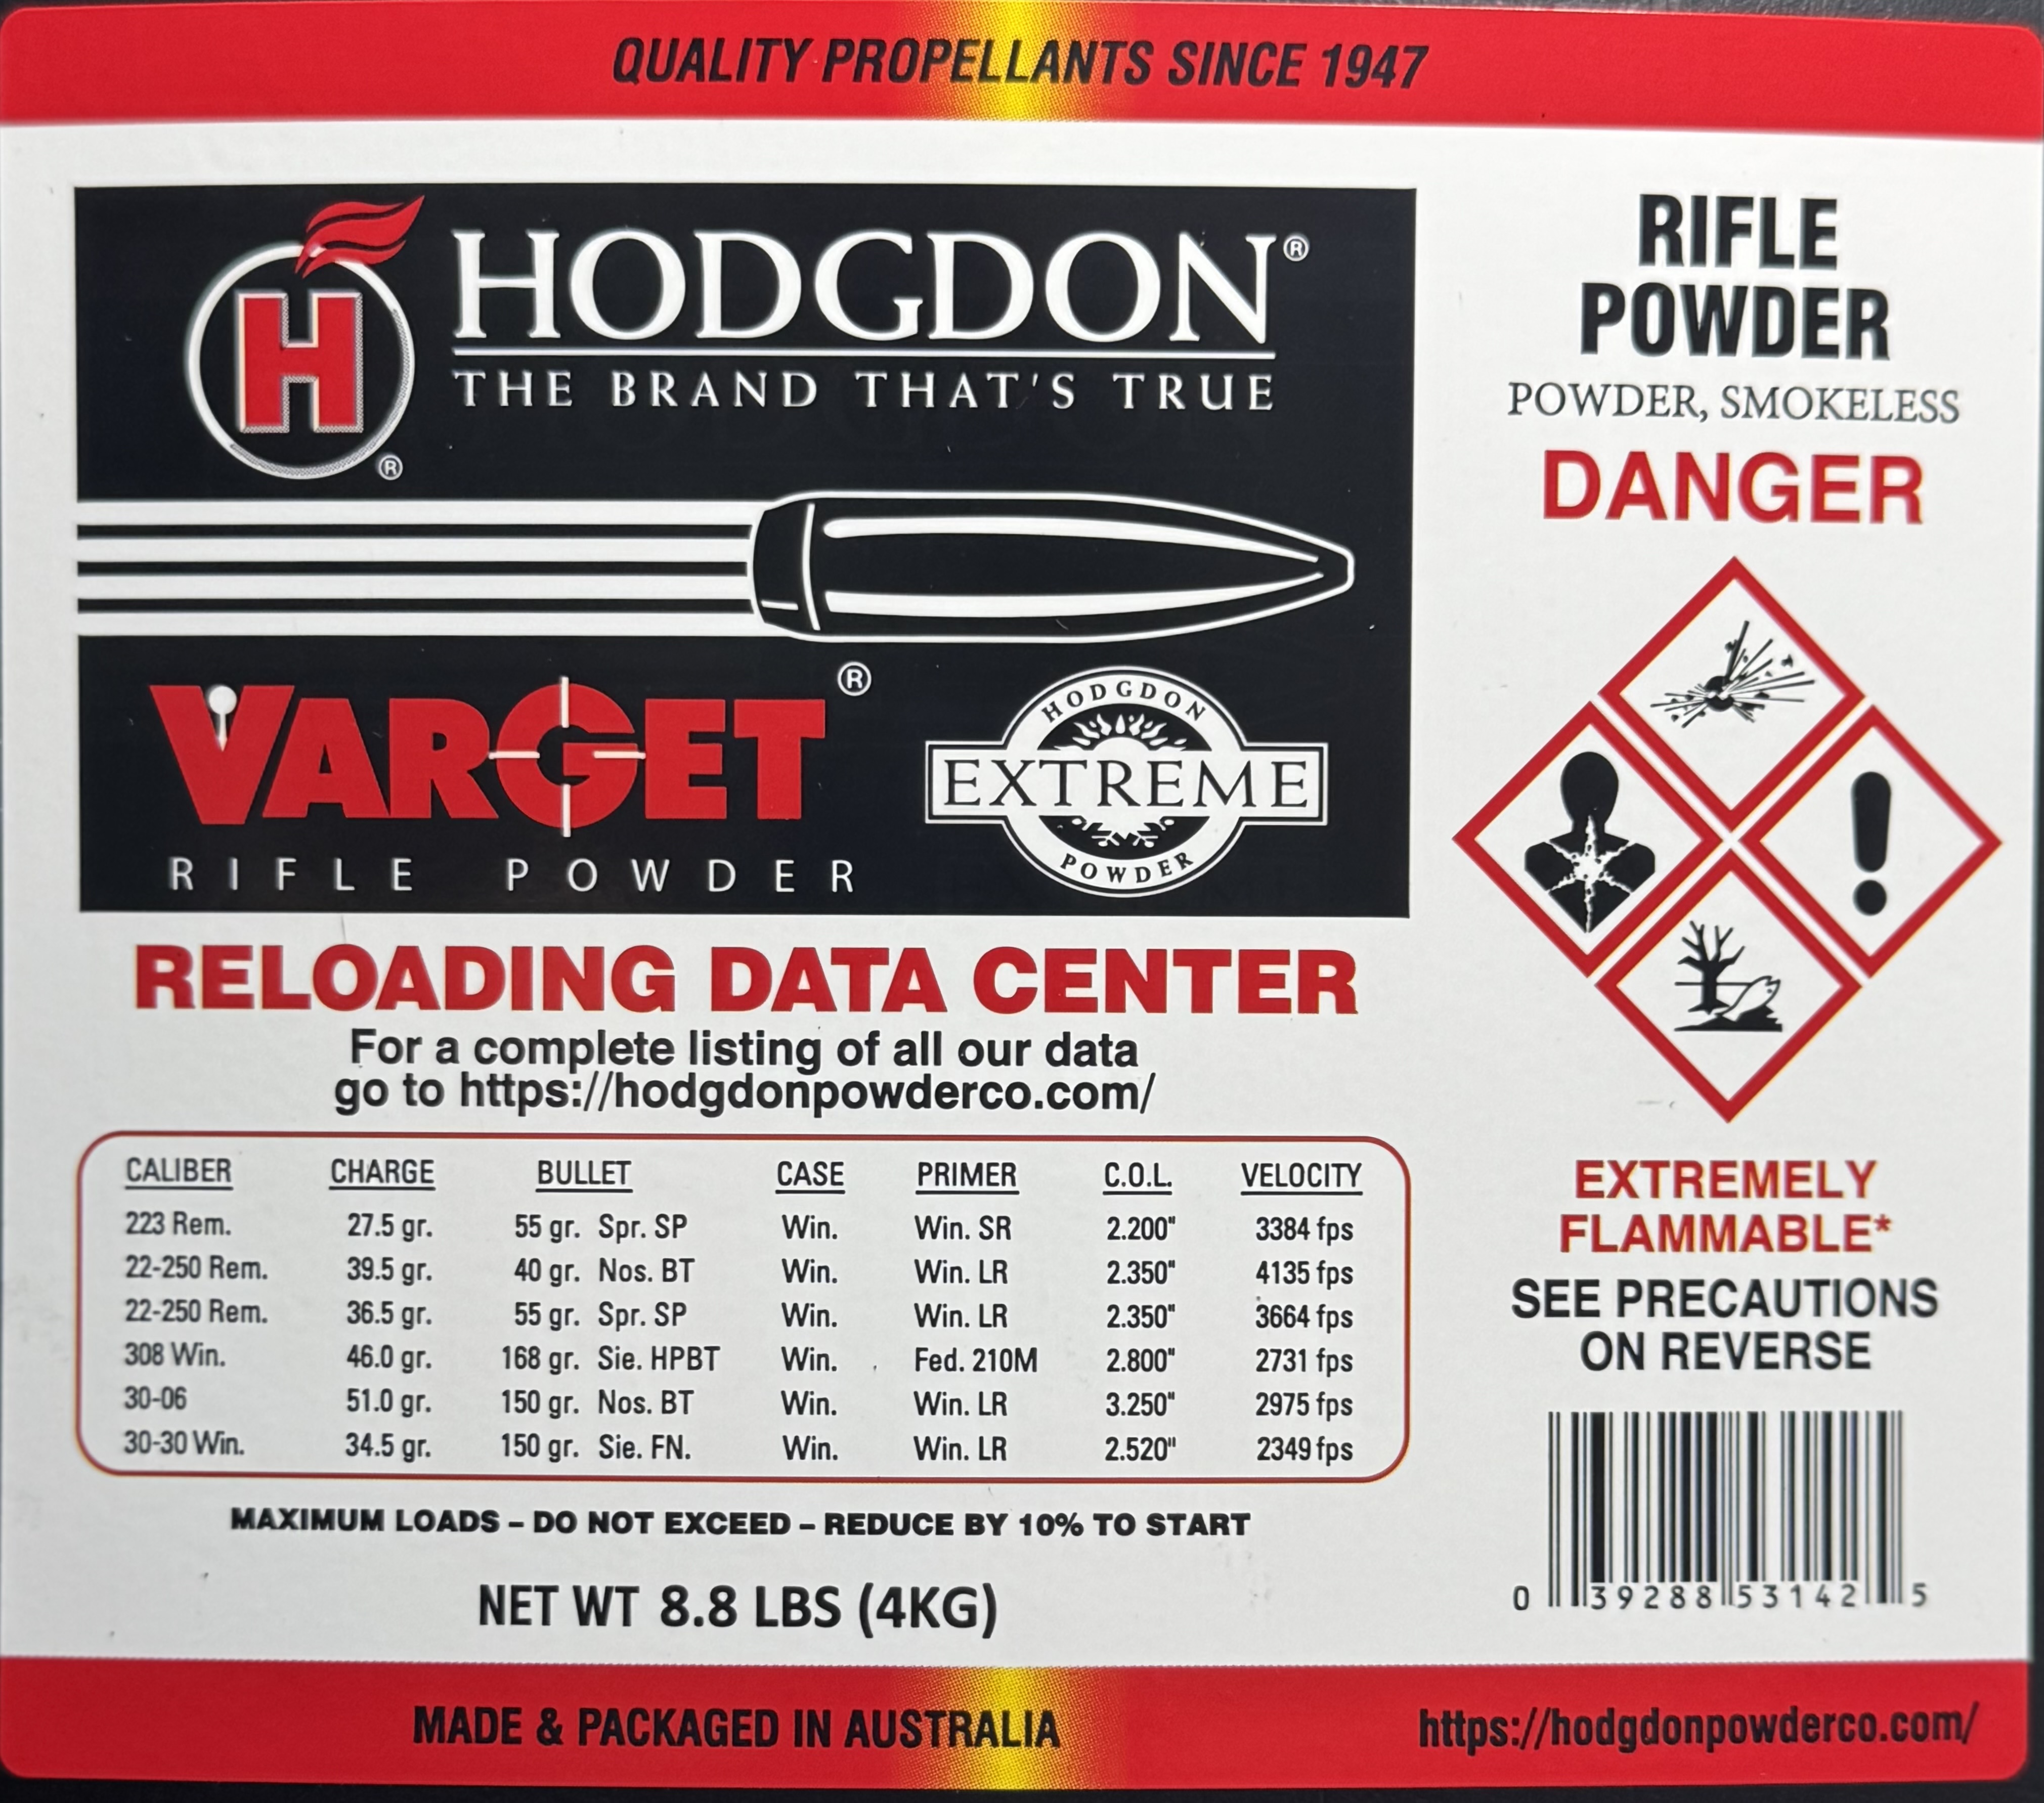 QUALITY PROPELLANTS SINCE 1947
H
®
HODGDON®
THE BRAND THAT'S TRUE
VARGET®
RIFLE POWDER
HODGDON
EXTREME
POWDER
RELOADING DATA CENTER
For a complete listing of all our data
go to https://hodgdonpowderco.com/
CALIBER CHARGE BULLET CASE PRIMER C.O.L. VELOCITY
223 Rem. 27.5 gr. 55 gr. Spr. SP Win. Win. SR 2.200" 3384 fps
22-250 Rem. 39.5 gr. 40 gr. Nos. BT Win. Win. LR 2.350" 4135 fps
22-250 Rem. 36.5 gr. 55 gr. Spr. SP Win. Win. LR 2.350" 3664 fps
308 Win. 46.0 gr. 168 gr. Sie. HPBT Win. Fed. 210M 2.800" 2731 fps
30-06 51.0 gr. 150 gr. Nos. BT Win. Win. LR 3.250" 2975 fps
30-30 Win. 34.5 gr. 150 gr. Sie. FN. Win. Win. LR 2.520" 2349 fps
MAXIMUM LOADS – DO NOT EXCEED – REDUCE BY 10% TO START
NET WT 8.8 LBS (4KG)
RIFLE
POWDER
POWDER, SMOKELESS
DANGER
EXTREMELY
FLAMMABLE*
SEE PRECAUTIONS
ON REVERSE
0 39288 53142 5
MADE & PACKAGED IN AUSTRALIA
https://hodgdonpowderco.com/